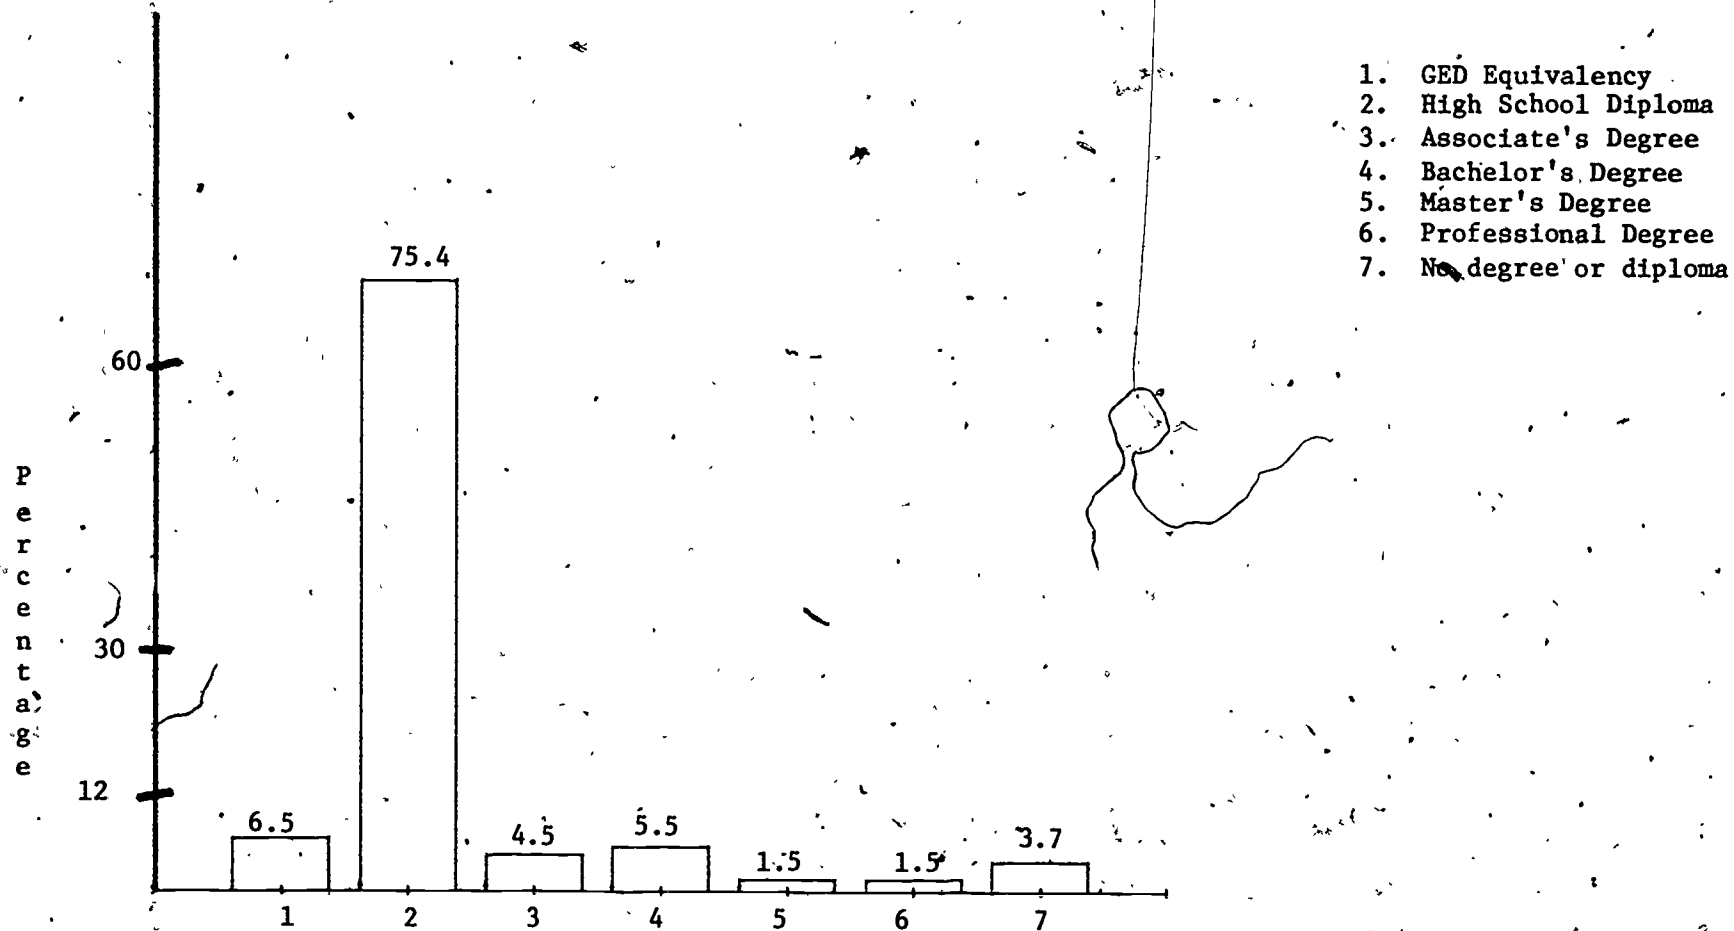 1. GED Equivalency
2. High School Diploma
3. Associate's Degree
4. Bachelor's Degree
5. Master's Degree
6. Professional Degree
7. No degree or diploma
75.4
60
Percentage
30
12
6.5
4.5
5.5
1.5
1.5
3.7
1 2 3 4 5 6 7